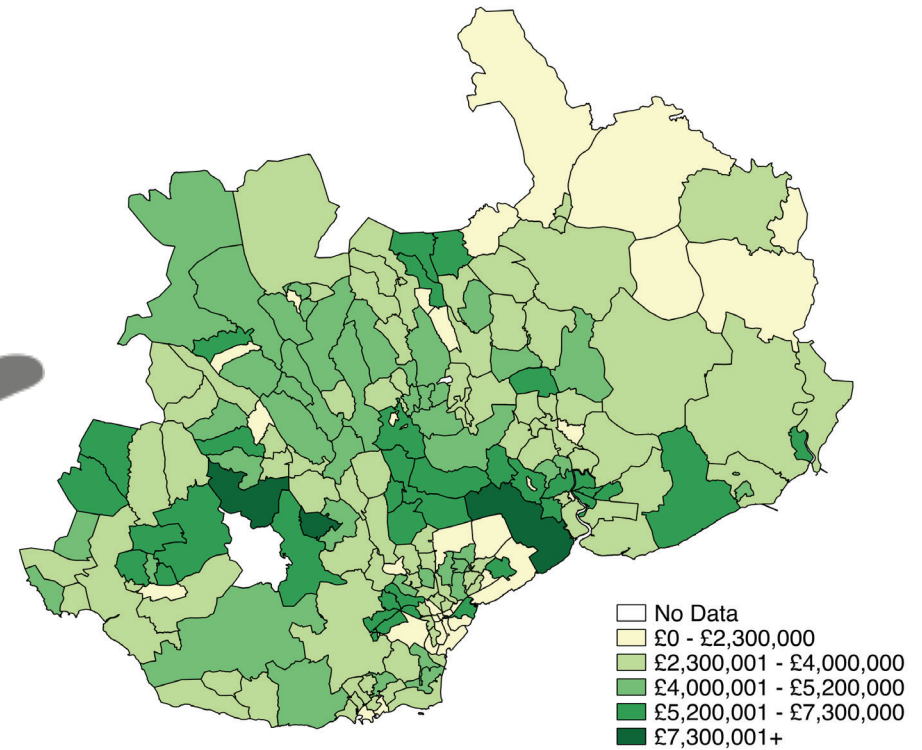 No Data
£0 - £2,300,000
£2,300,001 - £4,000,000
£4,000,001 - £5,200,000
£5,200,001 - £7,300,000
£7,300,001+